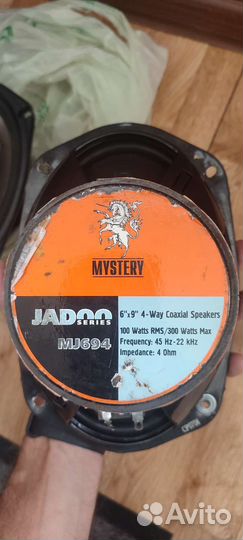 MYSTERY
JADOO
SERIES
MJ694
6"x9" 4-Way Coaxial Speakers
100 Watts RMS/300 Watts Max
Frequency: 45 Hz-22 kHz
Impedance: 4 Ohm
Avito